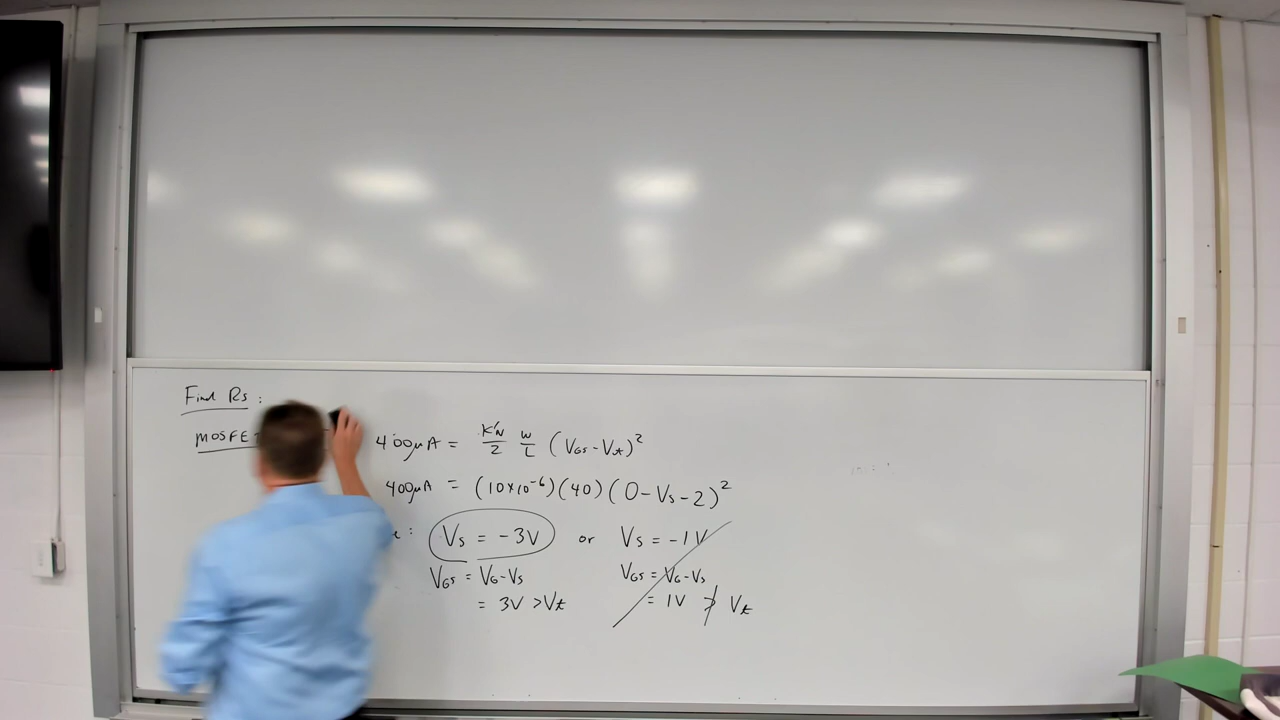 Find Rs:
MOSFE 400μA = K'N/2 W/L (VGS-Vt)²
400μA = (10x10⁻⁶)(40)(0-Vs-2)²
Vs = -3V or Vs = -1V
VGS = VG-VS VGS = VG-VS
= 3V >Vt = 1V ≯ Vt